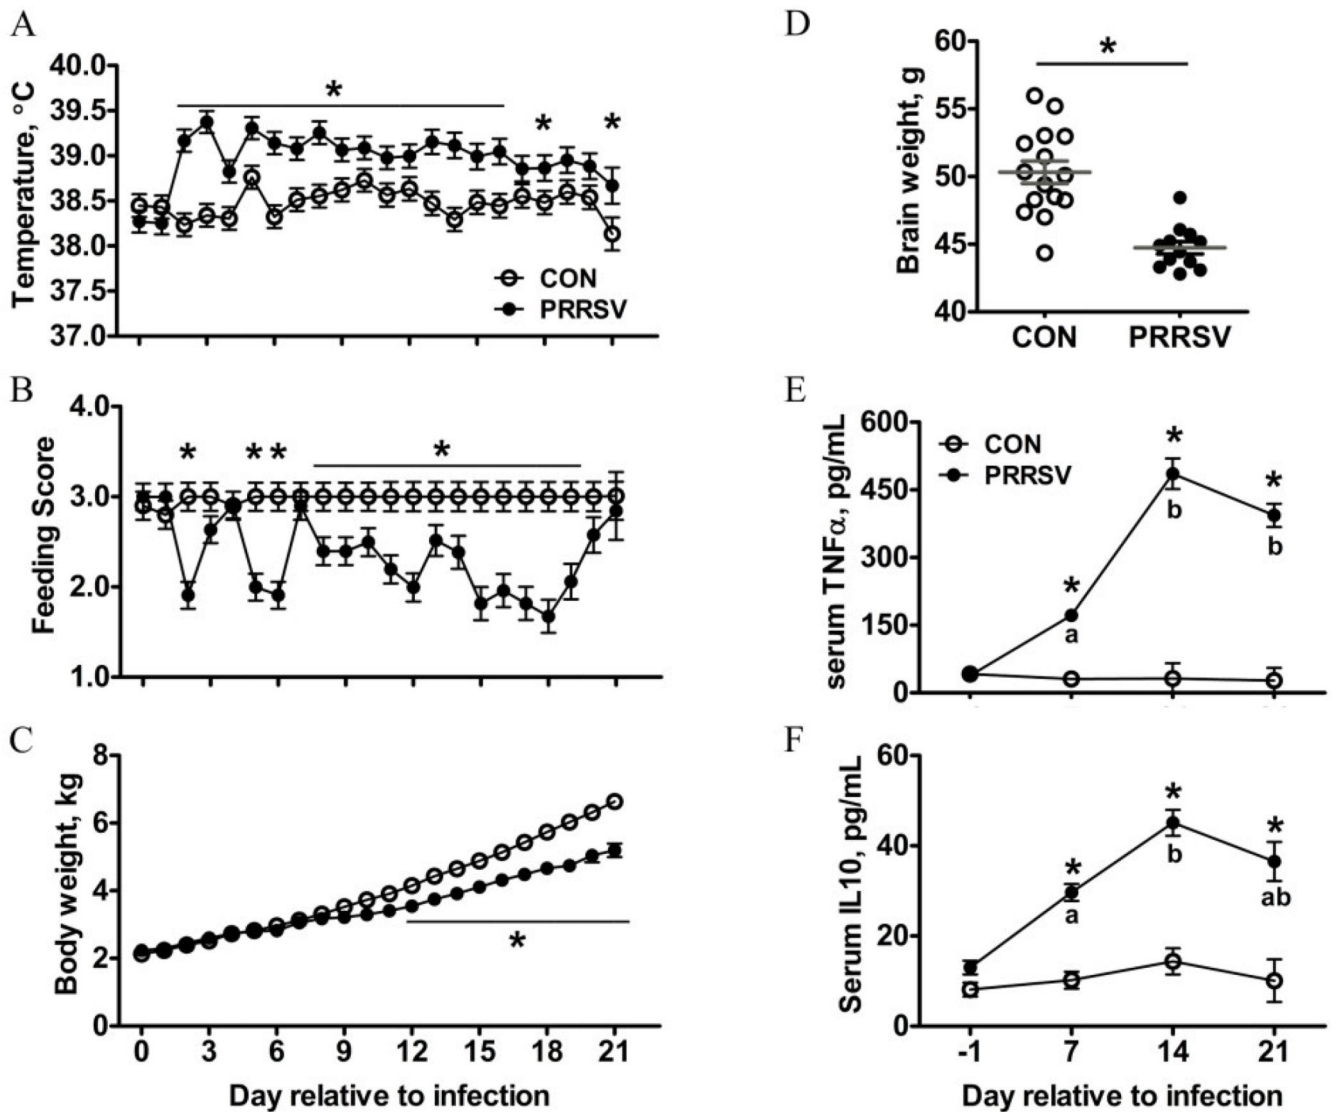 A
Temperature, °C
40.0
39.5
39.0
38.5
38.0
37.5
37.0
*
*
*
CON
PRRSV
B
Feeding Score
4.0
3.0
2.0
1.0
*
* *
*
C
Body weight, kg
8
6
4
2
0
*
0 3 6 9 12 15 18 21
Day relative to infection
D
Brain weight, g
60
55
50
45
40
*
CON PRRSV
E
serum TNFα, pg/mL
600
450
300
150
0
CON
PRRSV
*
*
*
a
b
b
F
Serum IL10, pg/mL
60
40
20
0
*
*
*
a
b
ab
-1 7 14 21
Day relative to infection